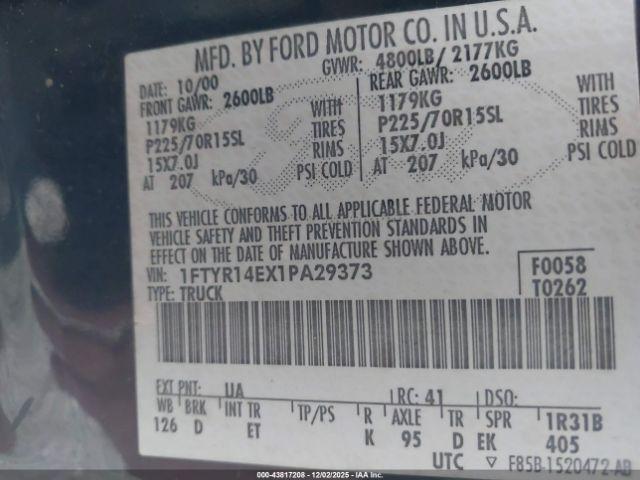 MFD. BY FORD MOTOR CO. IN U.S.A.
DATE: 10/00 GVWR: 4800LB/ 2177KG
FRONT GAWR: 2600LB REAR GAWR: 2600LB
1179KG WITH 1179KG WITH
P225/70R15SL TIRES P225/70R15SL TIRES
15X7.0J RIMS 15X7.0J RIMS
AT 207 kPa/30 PSI COLD AT 207 kPa/30 PSI COLD
THIS VEHICLE CONFORMS TO ALL APPLICABLE FEDERAL MOTOR
VEHICLE SAFETY AND THEFT PREVENTION STANDARDS IN
EFFECT ON THE DATE OF MANUFACTURE SHOWN ABOVE.
VIN: 1FTYR14EX1PA29373 F0058
TYPE: TRUCK T0262
EXT PNT: UA RC: 41 DSO:
WB BRK INT TR TP/PS R AXLE TR SPR 1R31B
126 D ET K 95 D EK 405
UTC ▽ F85B-1520472-AB
IAA 43817208 - 12/02/2025 - IAAI.com